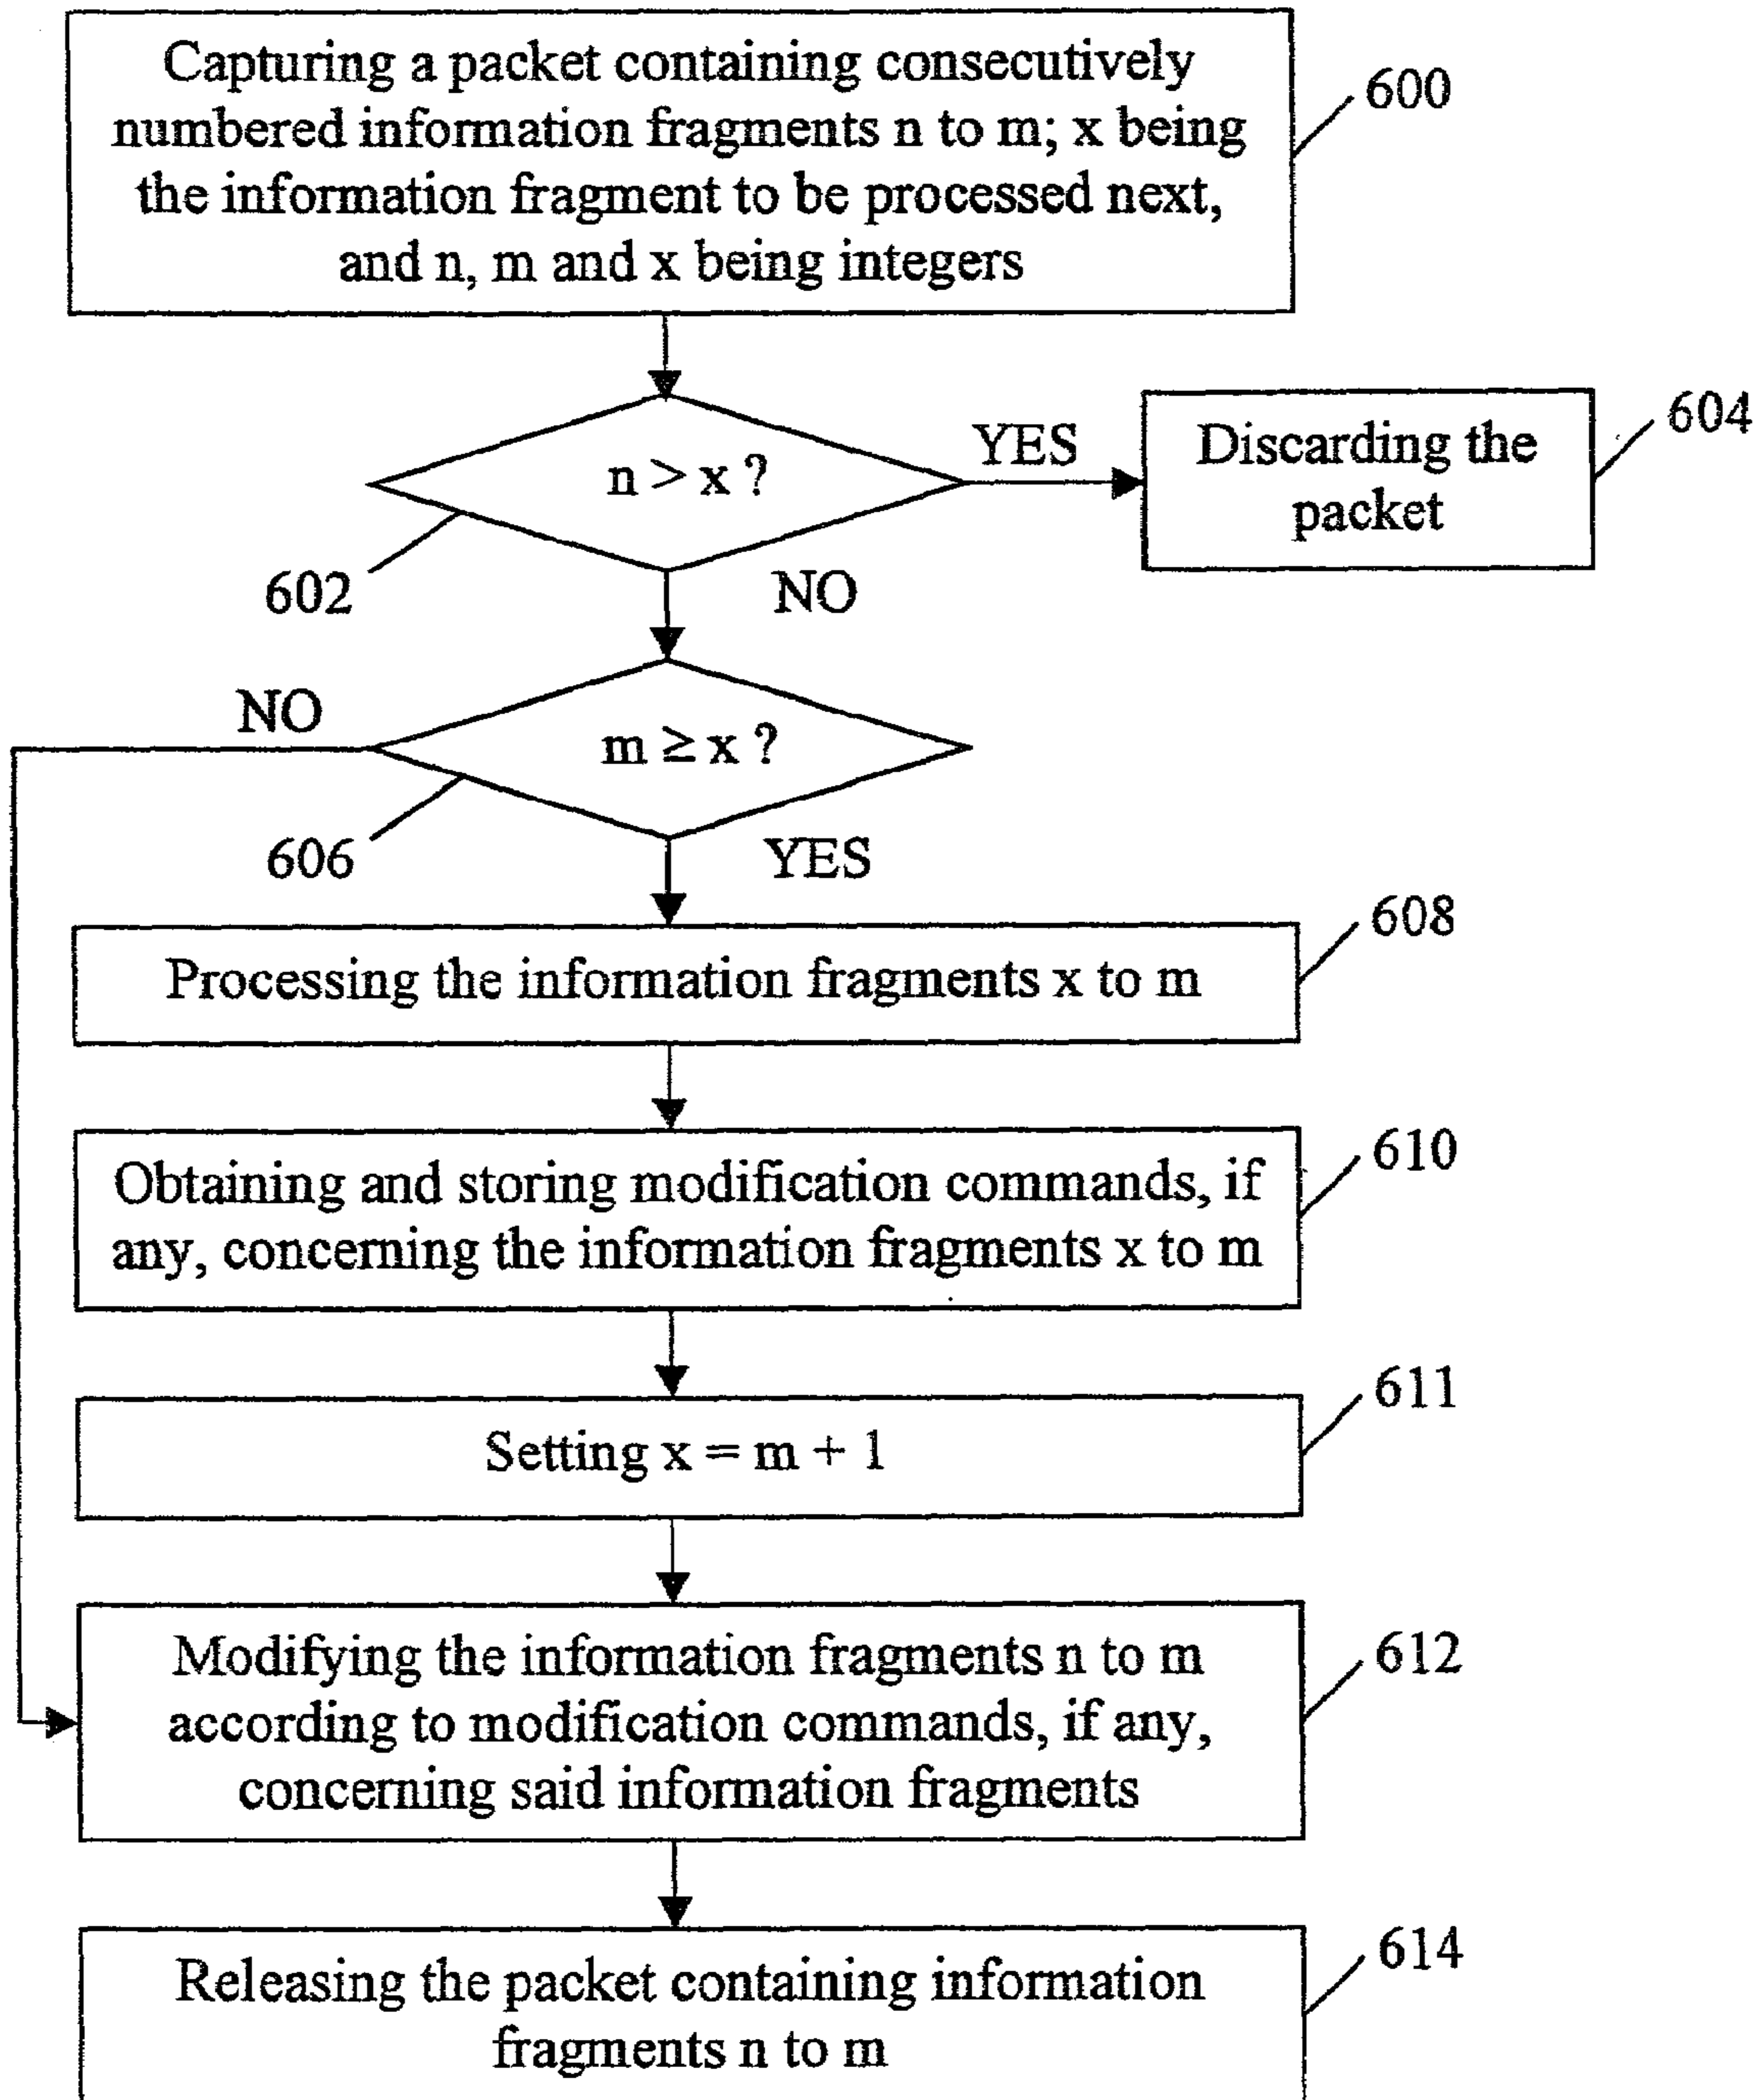 Capturing a packet containing consecutively
numbered information fragments n to m; x being
the information fragment to be processed next,
and n, m and x being integers
600
n > x ?
YES
Discarding the
packet
604
602
NO
NO
m ≥ x ?
606
YES
608
Processing the information fragments x to m
610
Obtaining and storing modification commands, if
any, concerning the information fragments x to m
611
Setting x = m + 1
612
Modifying the information fragments n to m
according to modification commands, if any,
concerning said information fragments
614
Releasing the packet containing information
fragments n to m